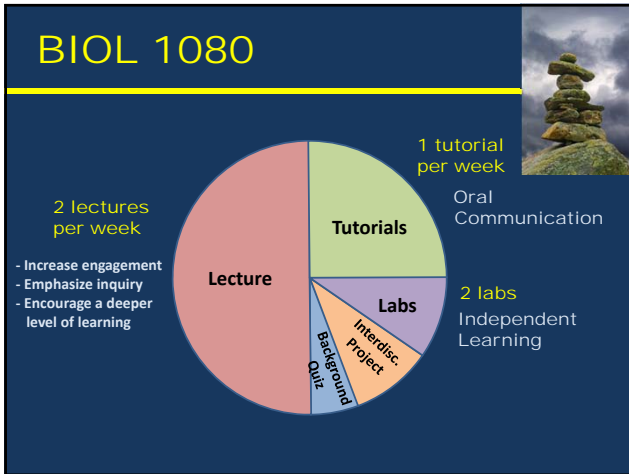 BIOL 1080
1 tutorial
per week
Oral
Communication
2 lectures
per week
- Increase engagement
- Emphasize inquiry
- Encourage a deeper
level of learning
Lecture
Tutorials
Labs
Interdisc.
Project
Background
Quiz
2 labs
Independent
Learning